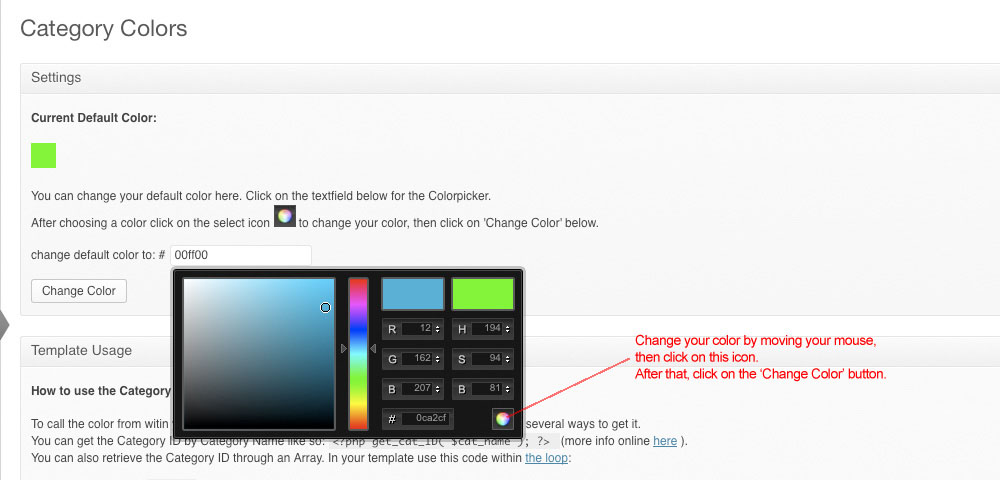 Category Colors
Settings
Current Default Color:
You can change your default color here. Click on the textfield below for the Colorpicker.
After choosing a color click on the select icon to change your color, then click on 'Change Color' below.
change default color to: # 00ff00
Change Color
R 12 H 194
G 162 S 94
B 207 B 81
# 0ca2cf
Change your color by moving your mouse,
then click on this icon.
After that, click on the 'Change Color' button.
Template Usage
How to use the Category
To call the color from witin several ways to get it.
You can get the Category ID by Category Name like so: <?php get_cat_ID( $cat_name ); ?> (more info online here ).
You can also retrieve the Category ID through an Array. In your template use this code within the loop: